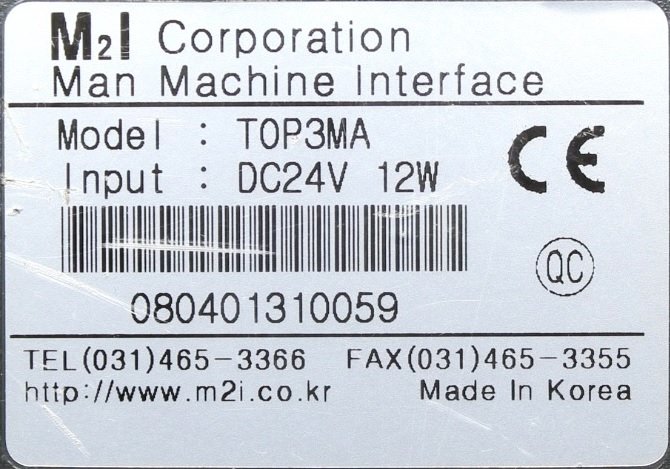 M2I Corporation
Man Machine Interface
Model : TOP3MA
Input : DC24V 12W
CE
QC
080401310059
TEL(031)465-3366 FAX(031)465-3355
http://www.m2i.co.kr Made In Korea